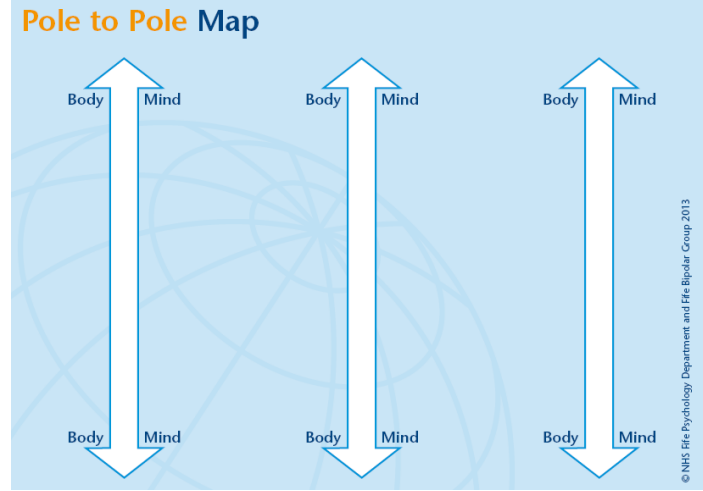 Pole to Pole Map
Body Mind Body Mind Body Mind
Body Mind Body Mind Body Mind
© NHS Fife Psychology Department and Fife Bipolar Group 2013